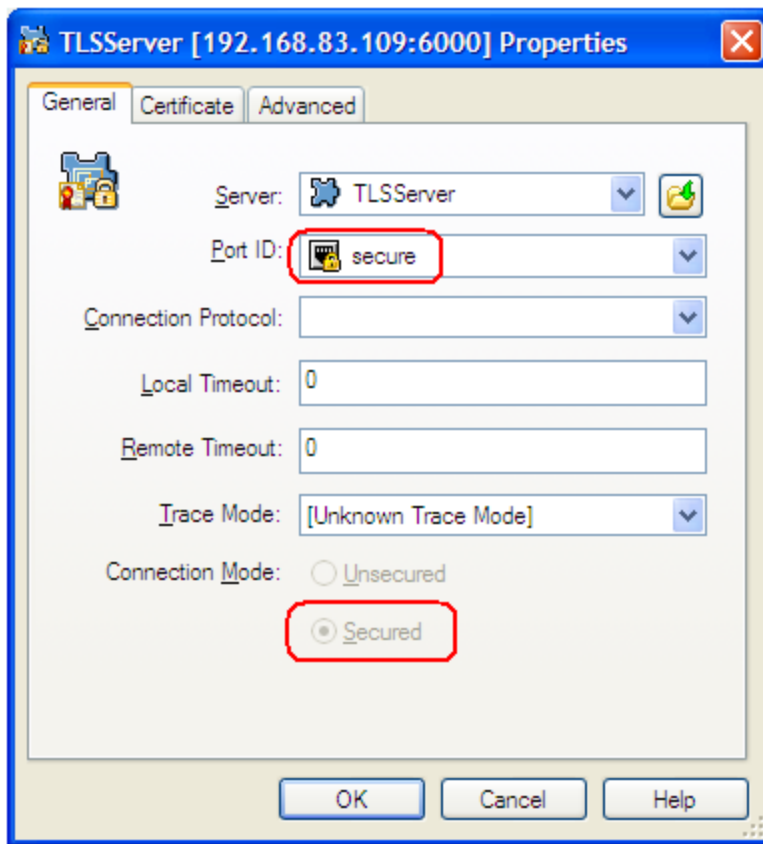 TLSServer [192.168.83.109:6000] Properties
General Certificate Advanced
Server: TLSServer
Port ID: secure
Connection Protocol:
Local Timeout: 0
Remote Timeout: 0
Trace Mode: [Unknown Trace Mode]
Connection Mode: Unsecured
Secured
OK Cancel Help